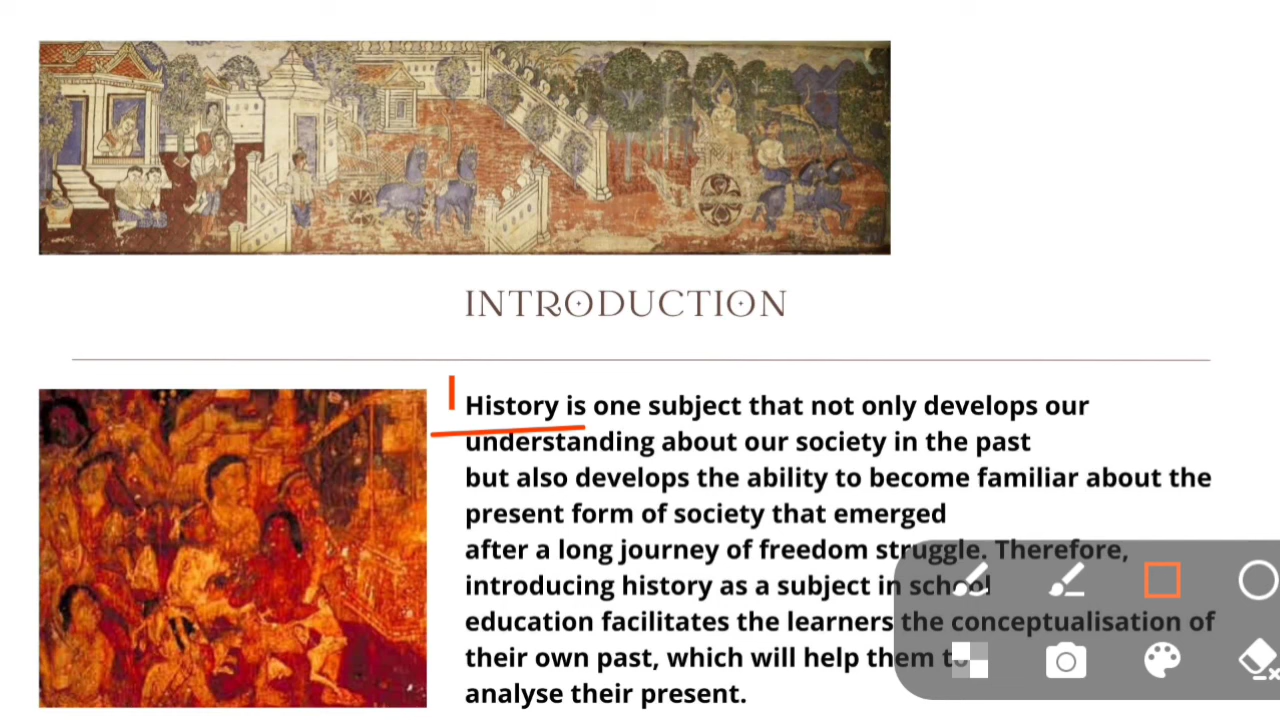 INTRODUCTION
History is one subject that not only develops our
understanding about our society in the past
but also develops the ability to become familiar about the
present form of society that emerged
after a long journey of freedom struggle. Therefore,
introducing history as a subject in school
education facilitates the learners the conceptualisation of
their own past, which will help them to
analyse their present.